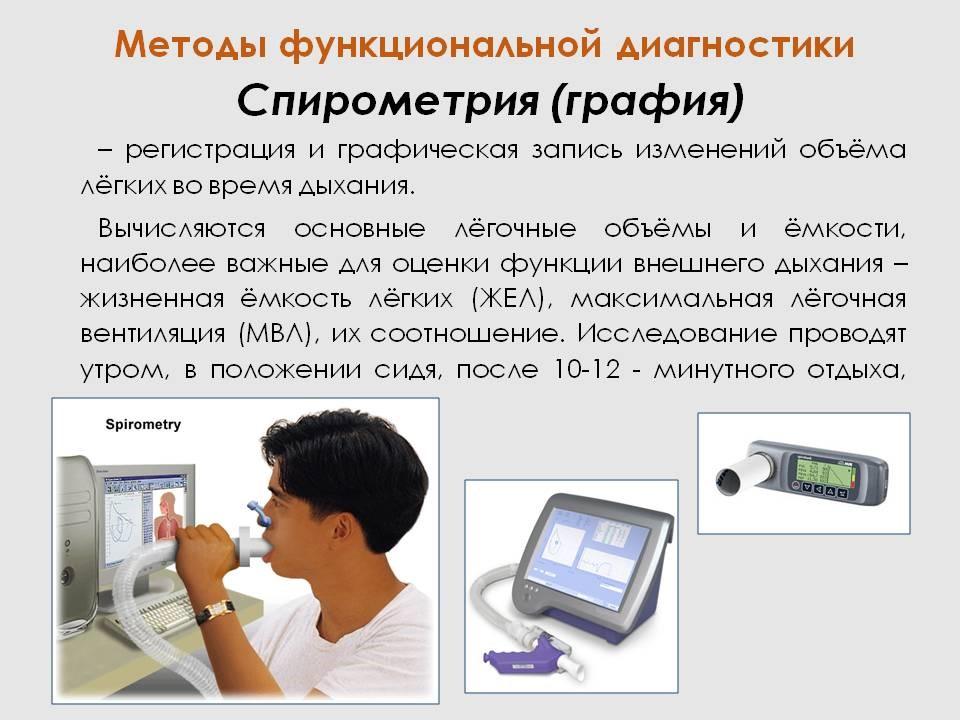 Методы функциональной диагностики
Спирометрия (графия)
– регистрация и графическая запись изменений объёма
лёгких во время дыхания.
Вычисляются основные лёгочные объёмы и ёмкости,
наиболее важные для оценки функции внешнего дыхания –
жизненная ёмкость лёгких (ЖЕЛ), максимальная лёгочная
вентиляция (МВЛ), их соотношение. Исследование проводят
утром, в положении сидя, после 10-12 - минутного отдыха,
Spirometry